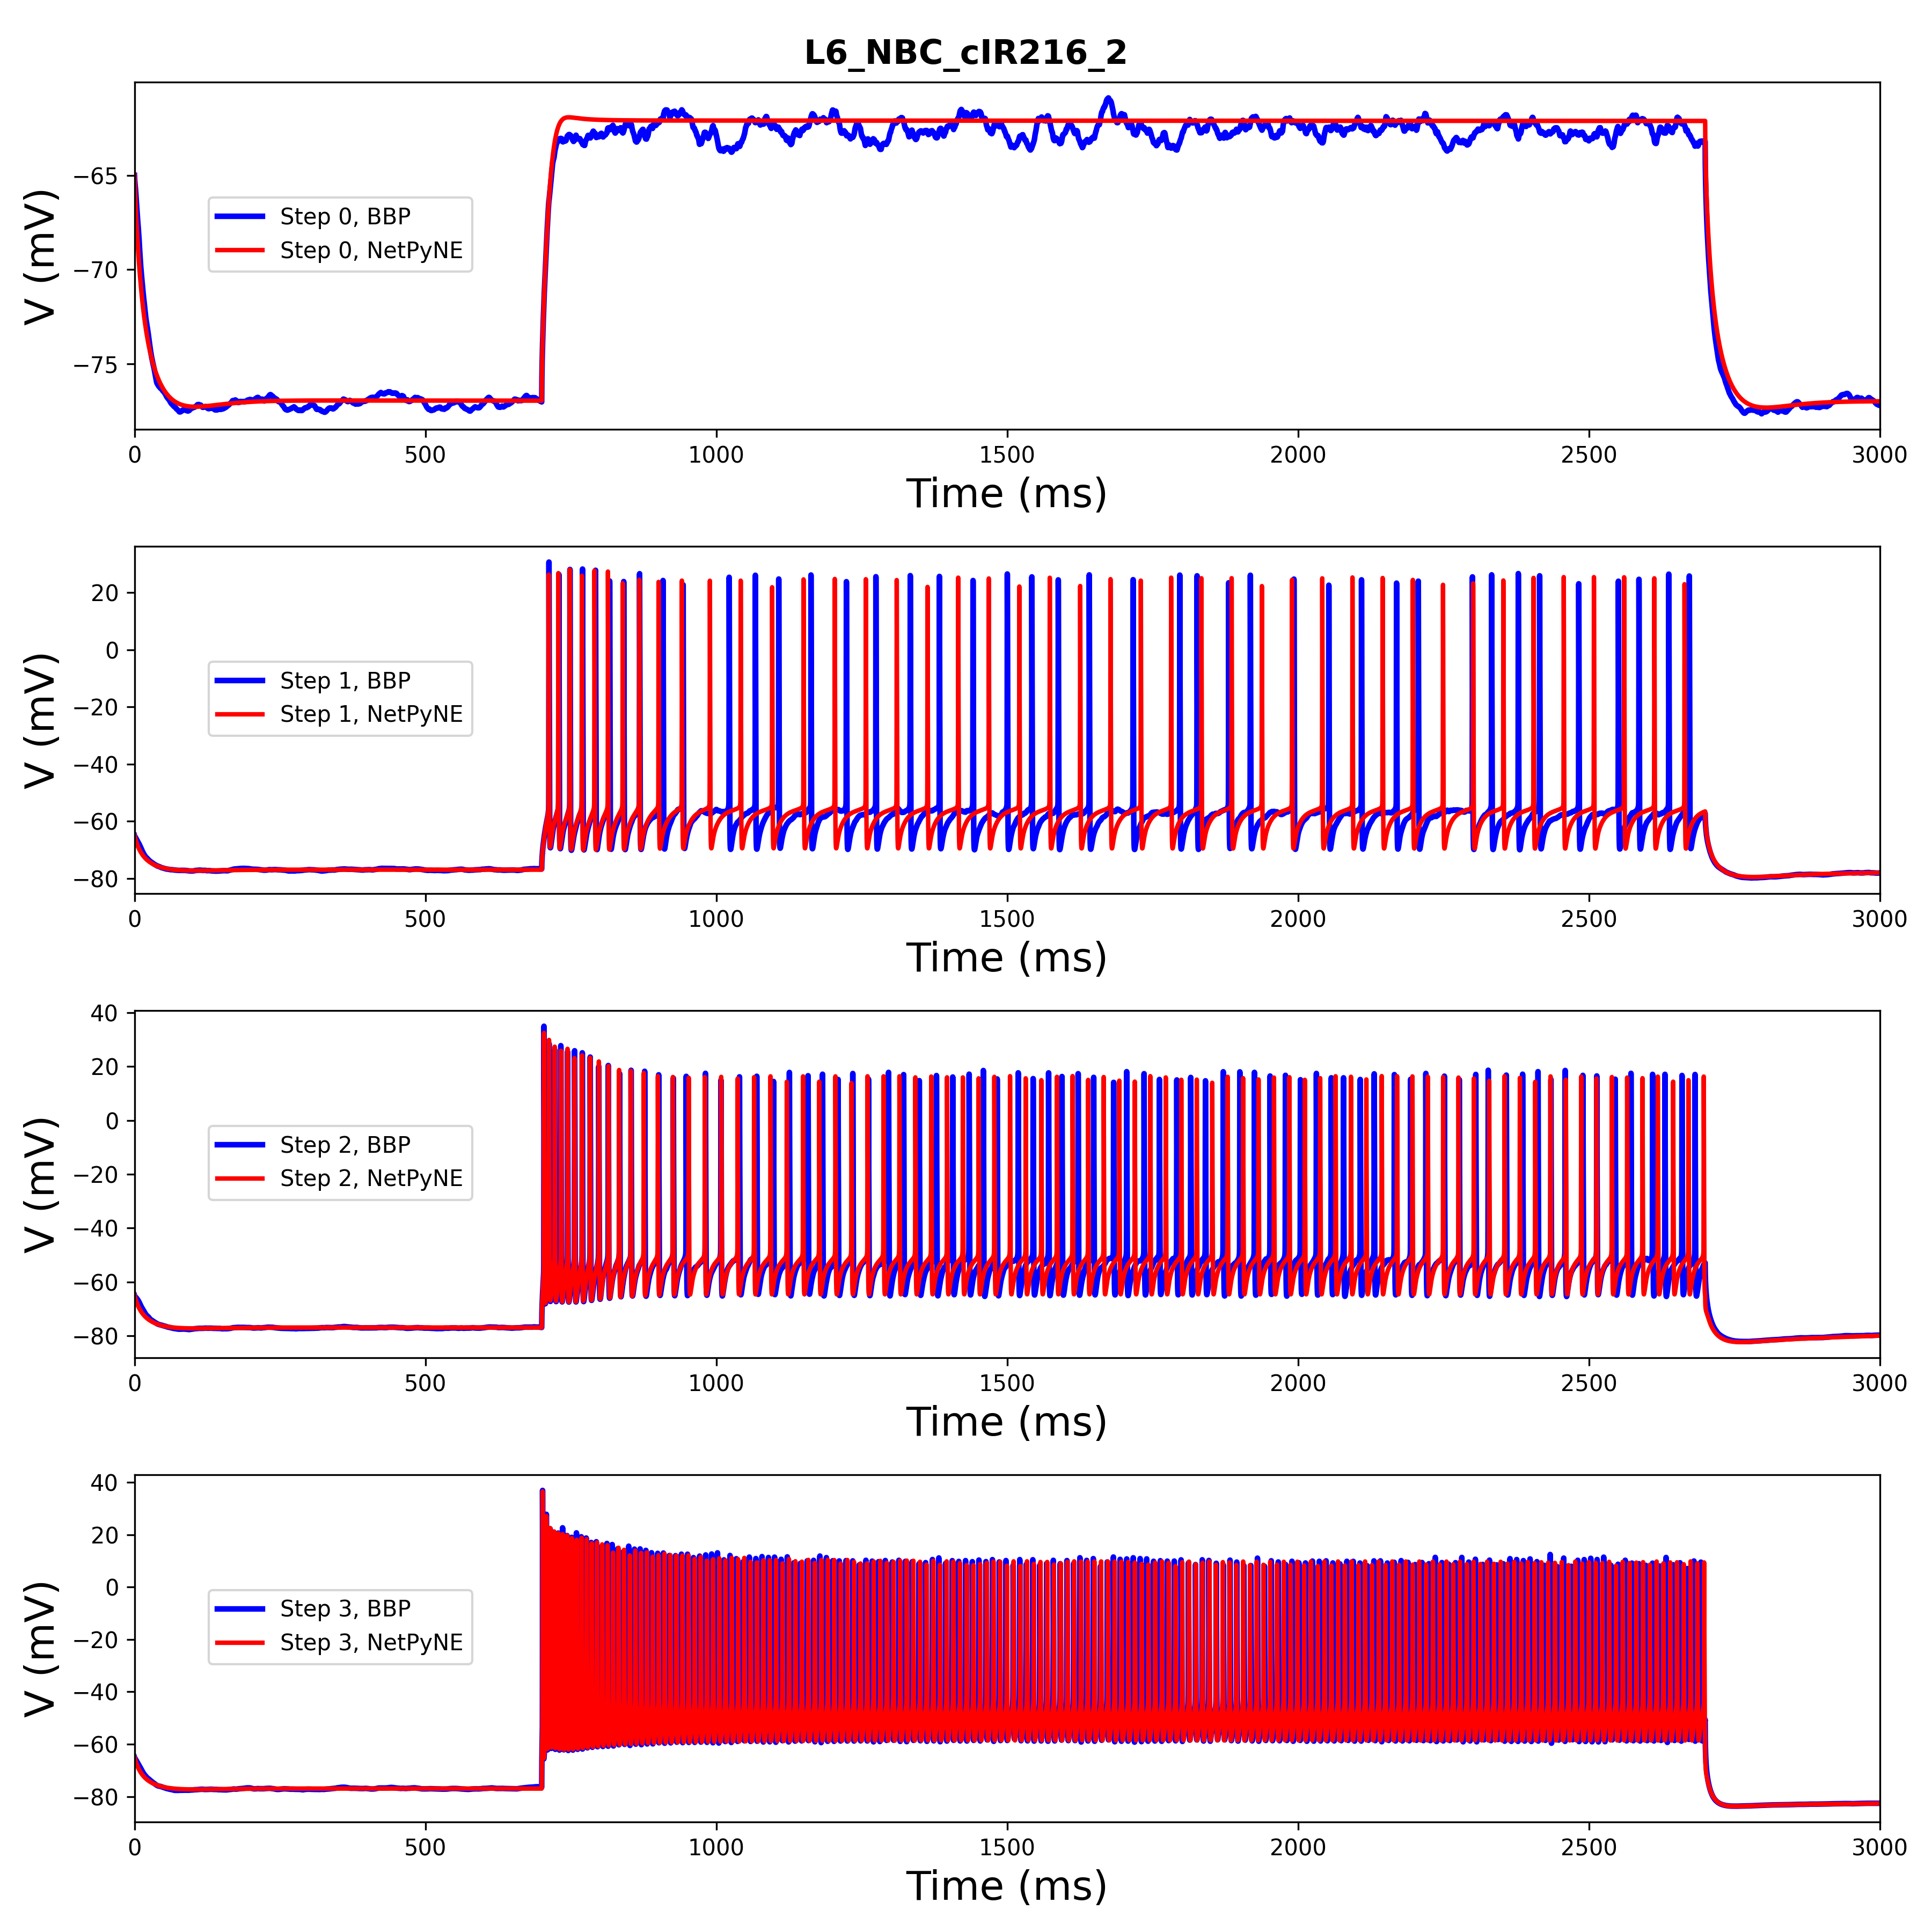 L6_NBC_cIR216_2
V (mV)
−65
−70
−75
Step 0, BBP
Step 0, NetPyNE
0 500 1000 1500 2000 2500 3000
Time (ms)
V (mV)
20
0
−20
−40
−60
−80
Step 1, BBP
Step 1, NetPyNE
0 500 1000 1500 2000 2500 3000
Time (ms)
V (mV)
40
20
0
−20
−40
−60
−80
Step 2, BBP
Step 2, NetPyNE
0 500 1000 1500 2000 2500 3000
Time (ms)
V (mV)
40
20
0
−20
−40
−60
−80
Step 3, BBP
Step 3, NetPyNE
0 500 1000 1500 2000 2500 3000
Time (ms)